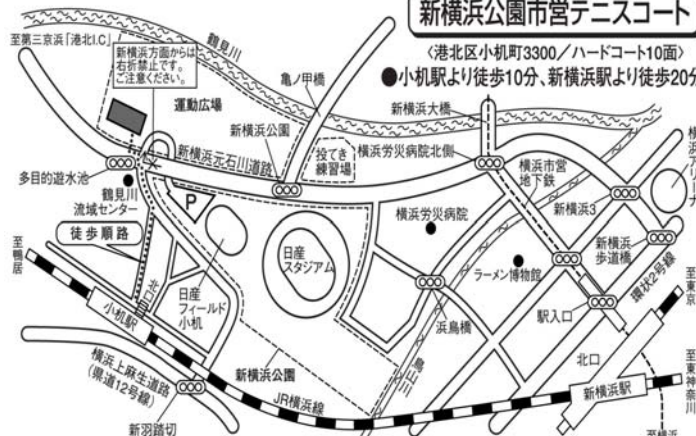 新横浜公園市営テニスコート
〈港北区小机町3300／ハードコート10面〉
●小机駅より徒歩10分、新横浜駅より徒歩20分
至第三京浜「港北I.C」
新横浜方面からは
右折禁止です。
ご注意ください。
鶴見川
運動広場
亀ノ甲橋
新横浜公園
新横浜元石川道路
投てき
練習場
新横浜大橋
横浜労災病院北側
横浜市営
地下鉄
多目的遊水池
鶴見川
流域センター
P
徒歩順路
横浜労災病院
新横浜3
新横浜
歩道橋
環状2号線
至鴨居
北口
小机駅
日産
フィールド
小机
日産
スタジアム
ラーメン博物館
浜鳥橋
鳥山川
駅入口
至東京
北口
新横浜駅
至東神奈川
横浜上麻生道路
(県道12号線)
新横浜公園
JR横浜線
新羽踏切